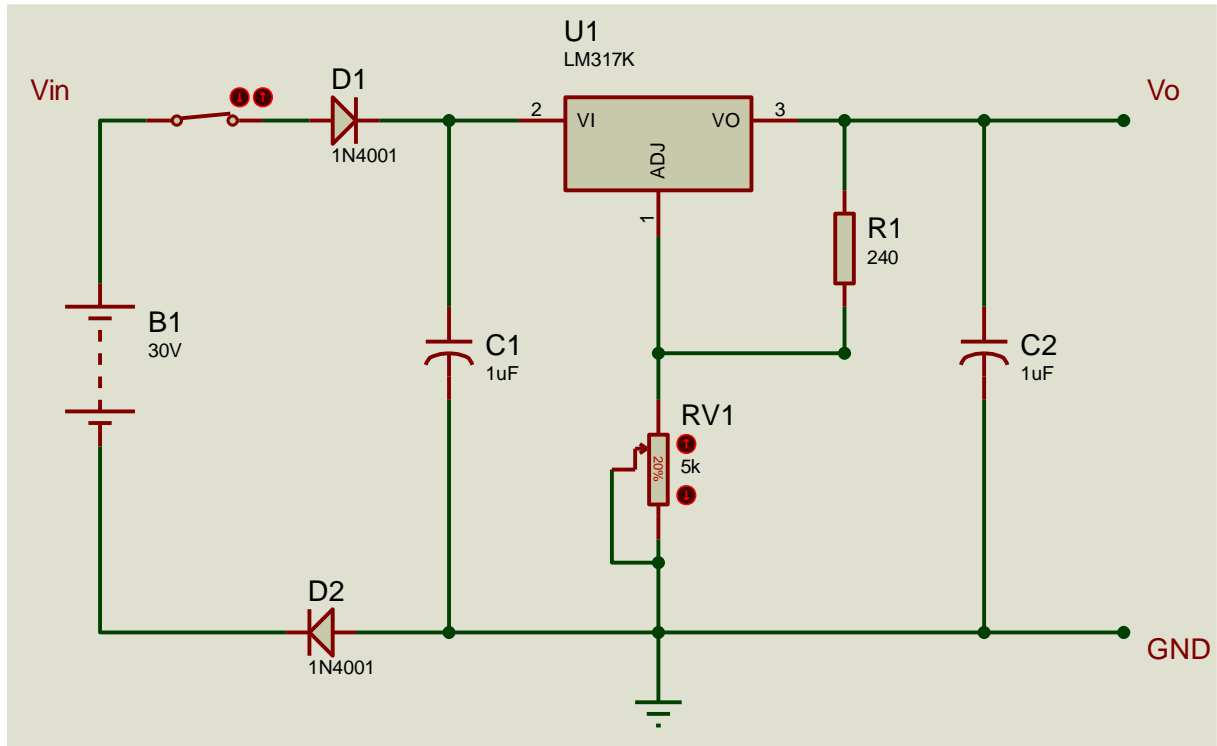 U1
LM317K
Vin
D1
1N4001
2
VI
VO
3
Vo
ADJ
1
R1
240
B1
30V
C1
1uF
C2
1uF
RV1
20%
5k
D2
1N4001
GND